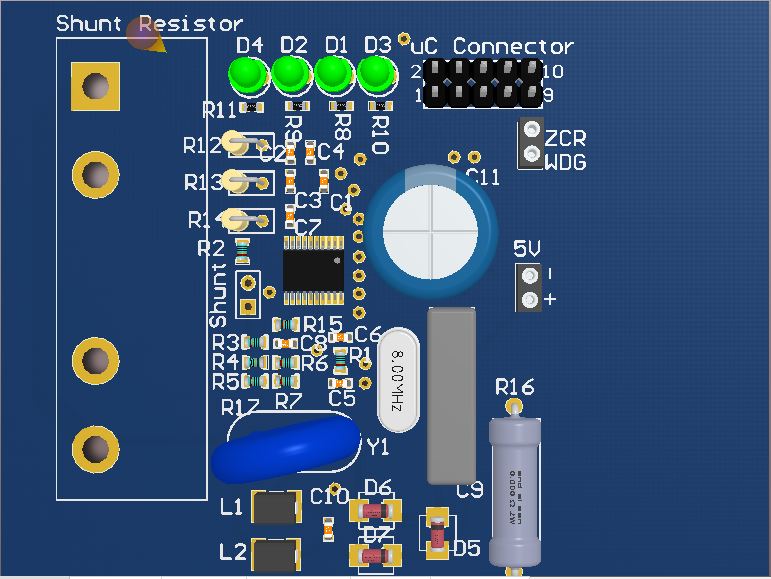 Shunt Resistor
D4 D2 D1 D3
uC Connector
2 10
1 9
R11
R9
R8
R10
ZCR
WDG
R12
C2
C4
C11
R13
C3
C1
R14
C7
R2
5V
-
+
Shunt
R15
C6
R3
C8
R1
R4
R6
R5
C5
R7
8.00MHz
R16
R17
Y1
C9
C10
D6
L1
D7
D5
L2